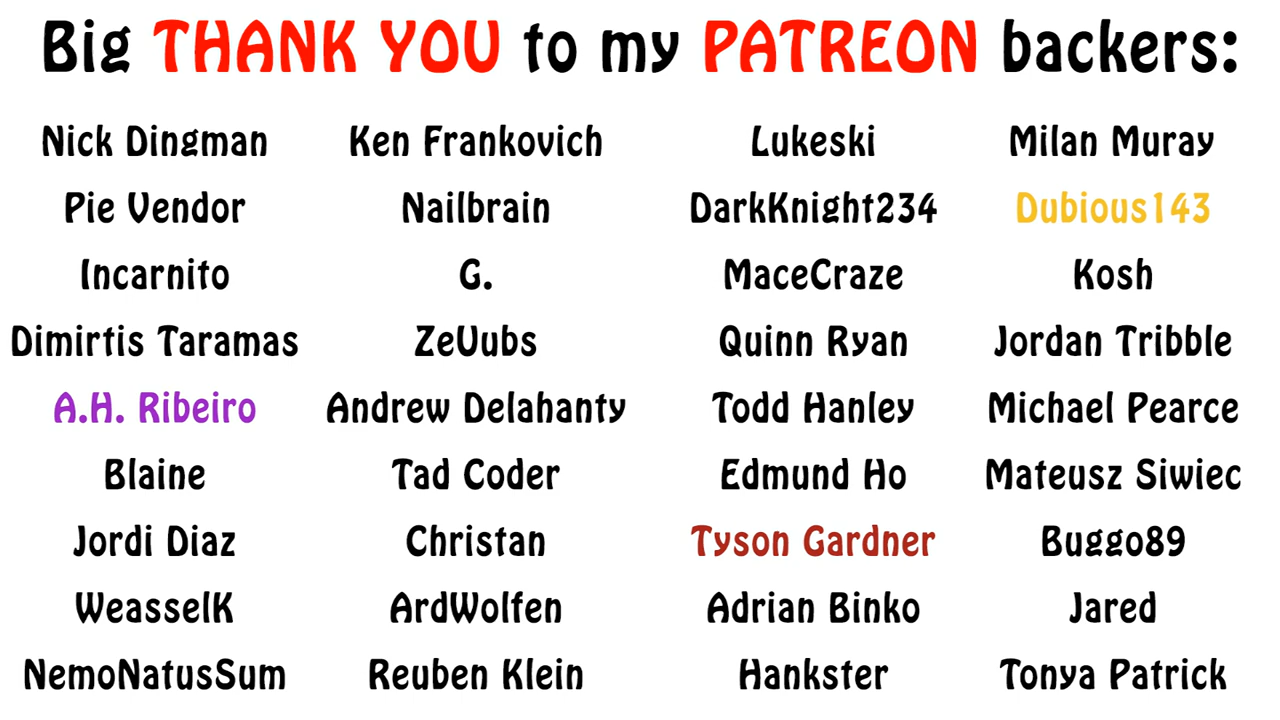 Big THANK YOU to my PATREON backers:
Nick Dingman Ken Frankovich Lukeski Milan Muray
Pie Vendor Nailbrain DarkKnight234 Dubious143
Incarnito G. MaceCraze Kosh
Dimirtis Taramas ZeVubs Quinn Ryan Jordan Tribble
A.H. Ribeiro Andrew Delahanty Todd Hanley Michael Pearce
Blaine Tad Coder Edmund Ho Mateusz Siwiec
Jordi Diaz Christan Tyson Gardner Buggo89
WeasselK ArdWolfen Adrian Binko Jared
NemoNatusSum Reuben Klein Hankster Tonya Patrick